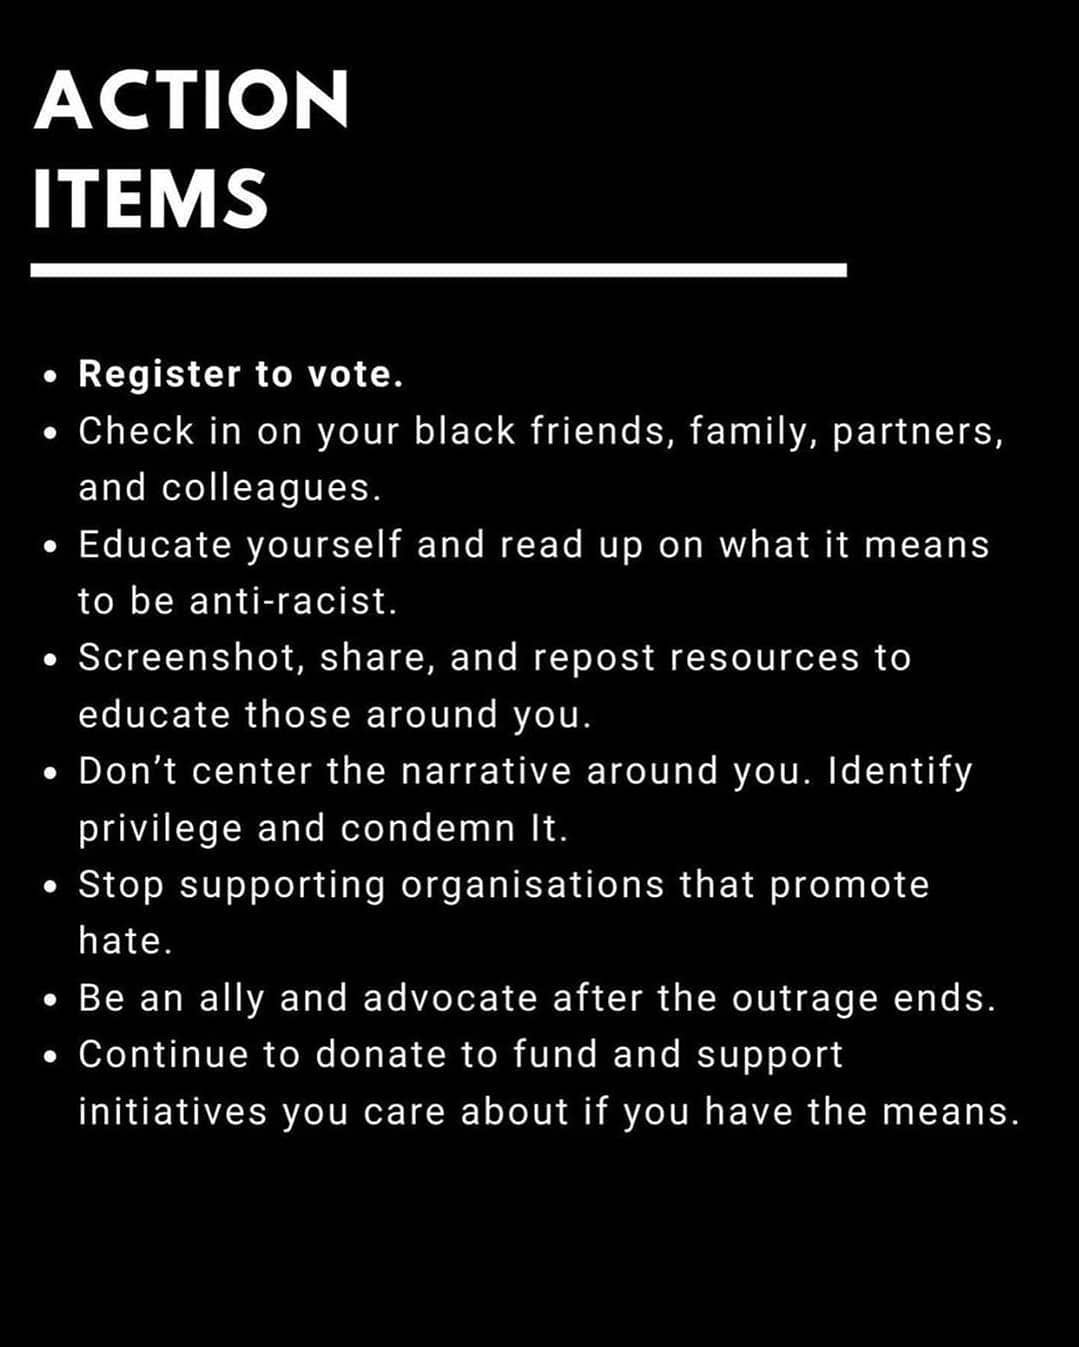 ACTION
ITEMS
• Register to vote.
• Check in on your black friends, family, partners,
and colleagues.
• Educate yourself and read up on what it means
to be anti-racist.
• Screenshot, share, and repost resources to
educate those around you.
• Don’t center the narrative around you. Identify
privilege and condemn It.
• Stop supporting organisations that promote
hate.
• Be an ally and advocate after the outrage ends.
• Continue to donate to fund and support
initiatives you care about if you have the means.